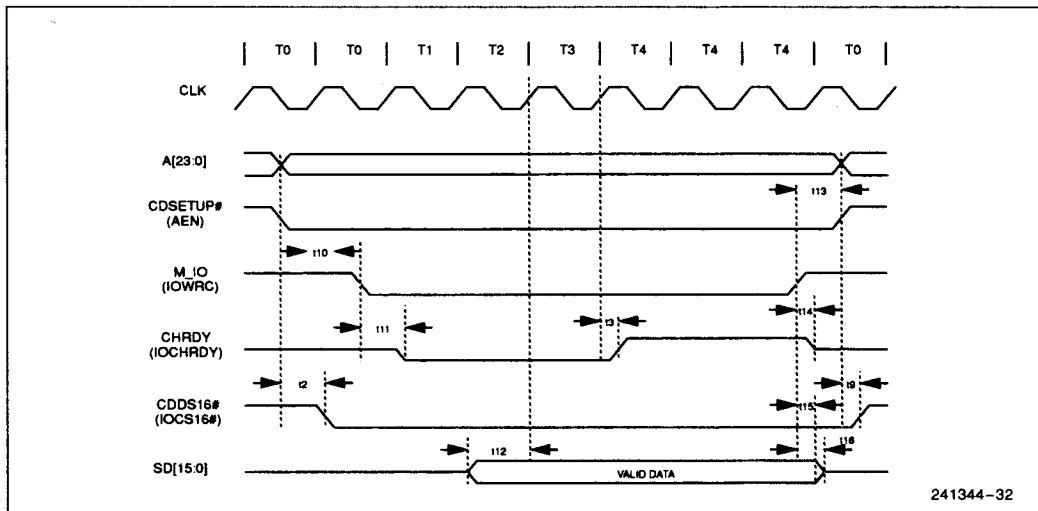 T0 T0 T1 T2 T3 T4 T4 T4 T0
CLK
A[23:0]
t13
CDSETUP#
(AEN)
t10
M_IO
(IOWRC)
t11
t3
t14
CHRDY
(IOCHRDY)
t2
t9
CDDS16#
(IOCS16#)
t15
t16
t12
SD[15:0]
VALID DATA
241344-32